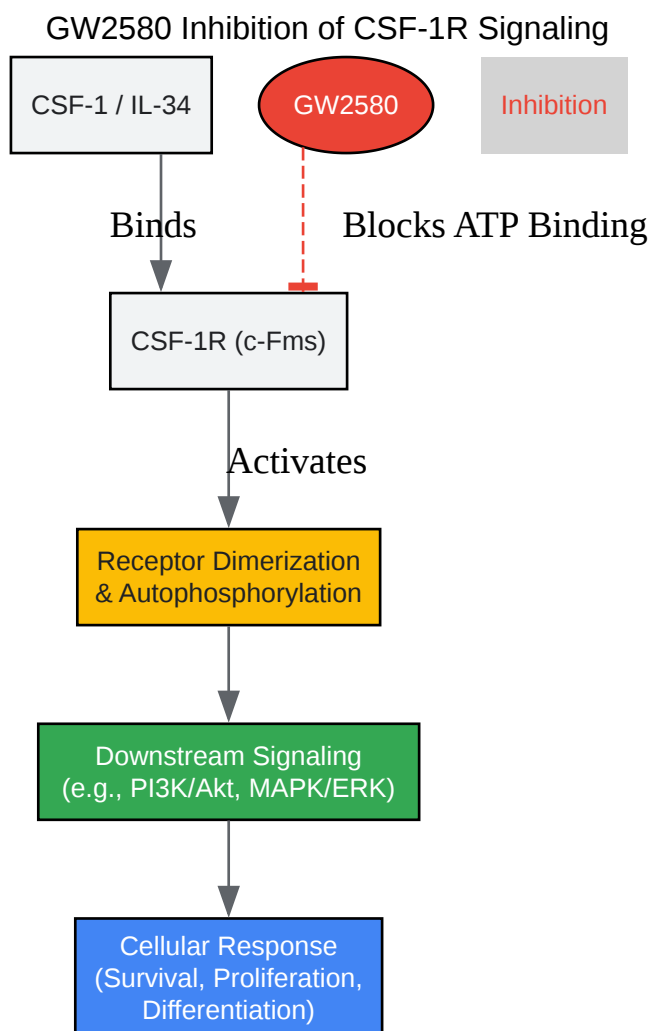 GW2580 Inhibition of CSF-1R Signaling
CSF-1 / IL-34
GW2580
Inhibition
Binds
Blocks ATP Binding
CSF-1R (c-Fms)
Activates
Receptor Dimerization
& Autophosphorylation
Downstream Signaling
(e.g., PI3K/Akt, MAPK/ERK)
Cellular Response
(Survival, Proliferation,
Differentiation)